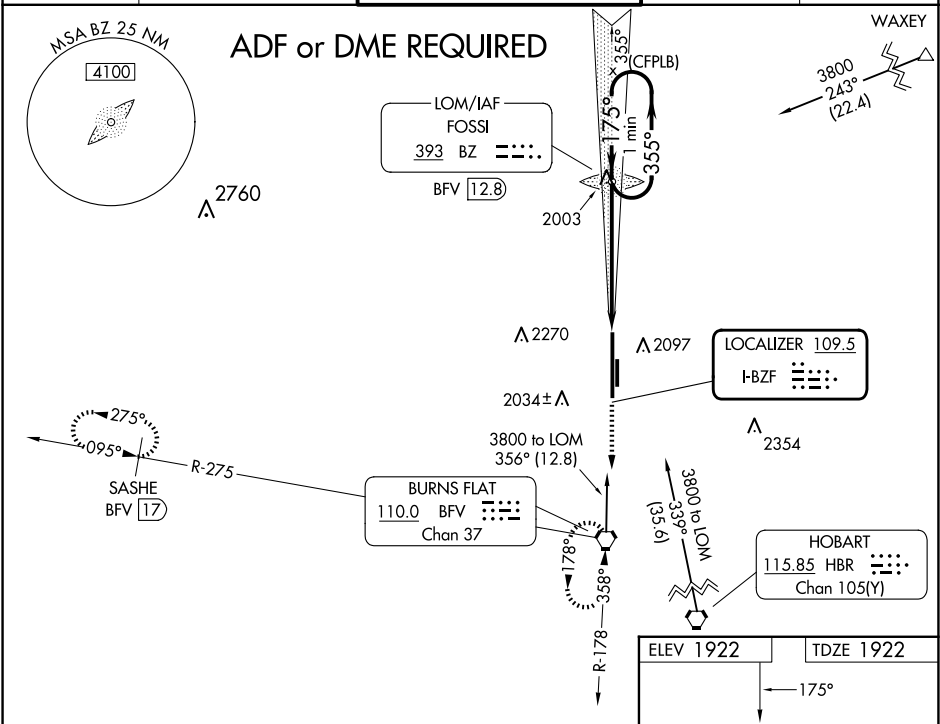 MSA BZ 25 NM
4100
ADF or DME REQUIRED
WAXEY
3800
243°
(22.4)
355°
(CFPLB)
175°
1 min
355°
LOM/IAF
FOSSI
393 BZ
BFV 12.8
2760
2003
2270
2097
LOCALIZER 109.5
I-BZF
2034±
2354
275°
095°
R-275
SASHE
BFV 17
3800 to LOM
356° (12.8)
BURNS FLAT
110.0 BFV
Chan 37
178°
358°
R-178
3800 to LOM
339°
(35.6)
HOBART
115.85 HBR
Chan 105(Y)
ELEV 1922
TDZE 1922
175°